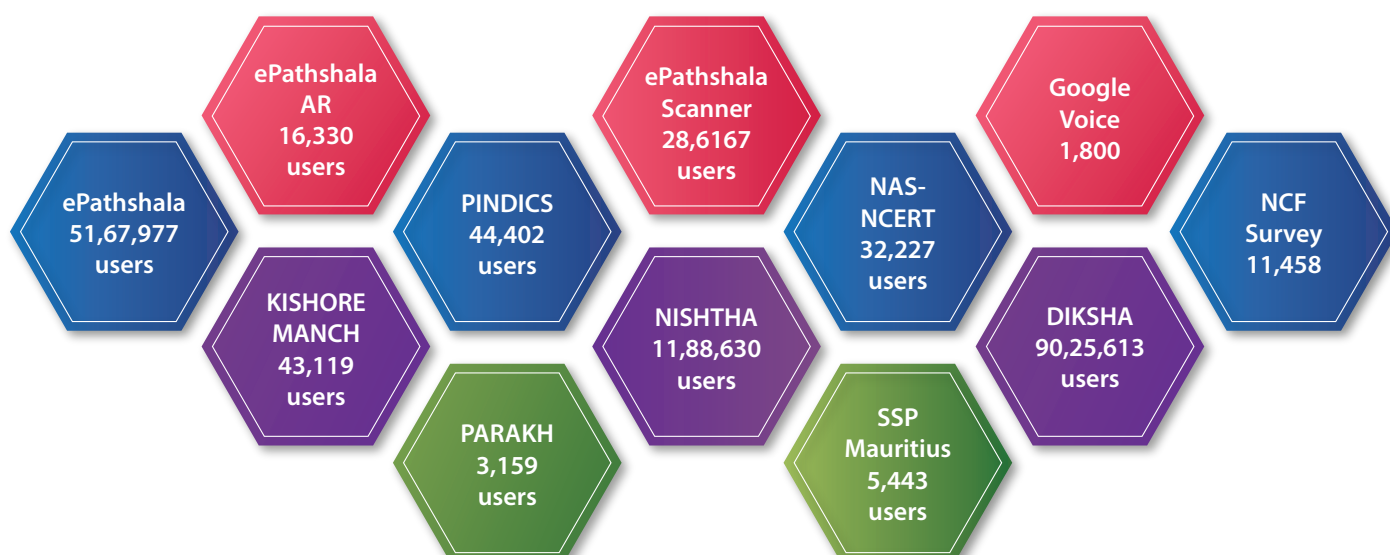 ePathshala
AR
16,330
users
ePathshala
Scanner
28,6167
users
Google
Voice
1,800
ePathshala
51,67,977
users
PINDICS
44,402
users
NAS-
NCERT
32,227
users
NCF
Survey
11,458
KISHORE
MANCH
43,119
users
NISHTHA
11,88,630
users
DIKSHA
90,25,613
users
PARAKH
3,159
users
SSP
Mauritius
5,443
users